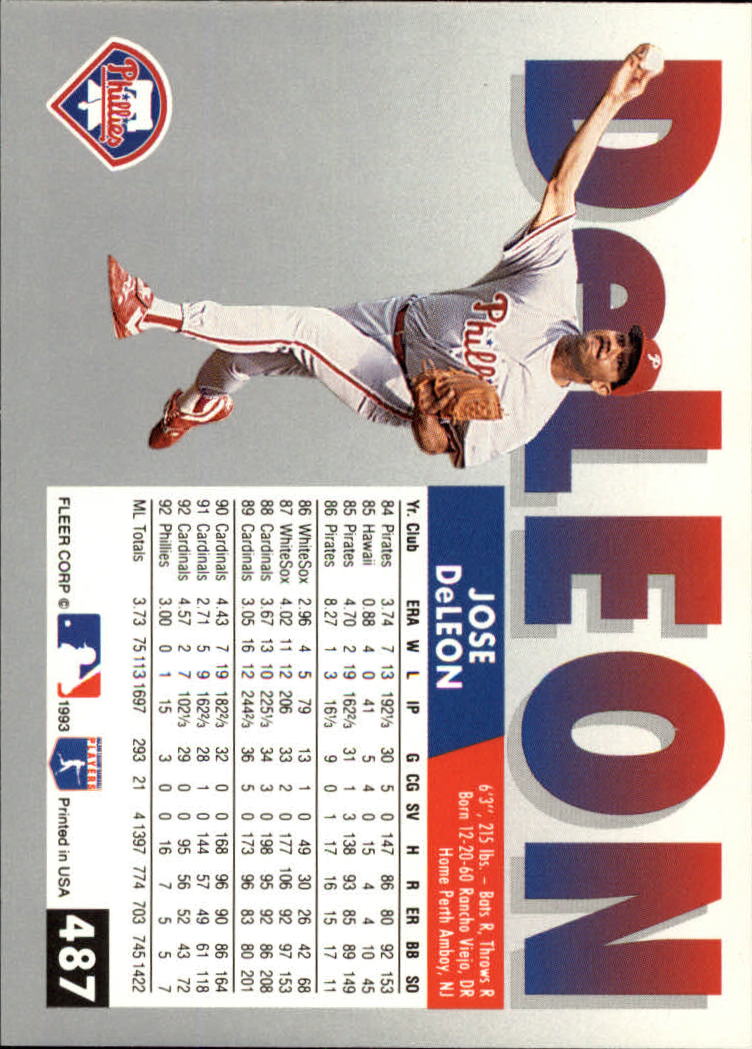 DeLEON
Phillies
Phill
P
JOSE
DeLEON
6'3", 215 lbs. – Bats R, Throws R
Born 12-20-60 Rancho Viejo, DR
Home Perth Amboy, NJ
Yr. Club ERA W L IP G CG SV H R ER BB SO
84 Pirates 3.74 7 13 192⅓ 30 5 0 147 86 80 92 153
85 Hawaii 0.88 4 0 41 5 4 0 15 4 4 10 45
85 Pirates 4.70 2 19 162⅔ 31 1 3 138 93 85 89 149
86 Pirates 8.27 1 3 16⅓ 9 0 1 17 16 15 17 11
86 WhiteSox 2.96 4 5 79 13 1 0 49 30 26 42 68
87 WhiteSox 4.02 11 12 206 33 2 0 177 106 92 97 153
88 Cardinals 3.67 13 10 225⅓ 34 3 0 198 95 92 86 208
89 Cardinals 3.05 16 12 244⅔ 36 5 0 173 96 83 80 201
90 Cardinals 4.43 7 19 182⅔ 32 0 0 168 96 90 86 164
91 Cardinals 2.71 5 9 162⅔ 28 1 0 144 57 49 61 118
92 Cardinals 4.57 2 7 102⅓ 29 0 0 95 56 52 43 72
92 Phillies 3.00 0 1 15 3 0 0 16 7 5 5 7
ML Totals 3.73 75 113 1697 293 21 4 1397 774 703 745 1422
FLEER CORP © 1993 MAJOR LEAGUE BASEBALL PLAYERS Printed in USA 487